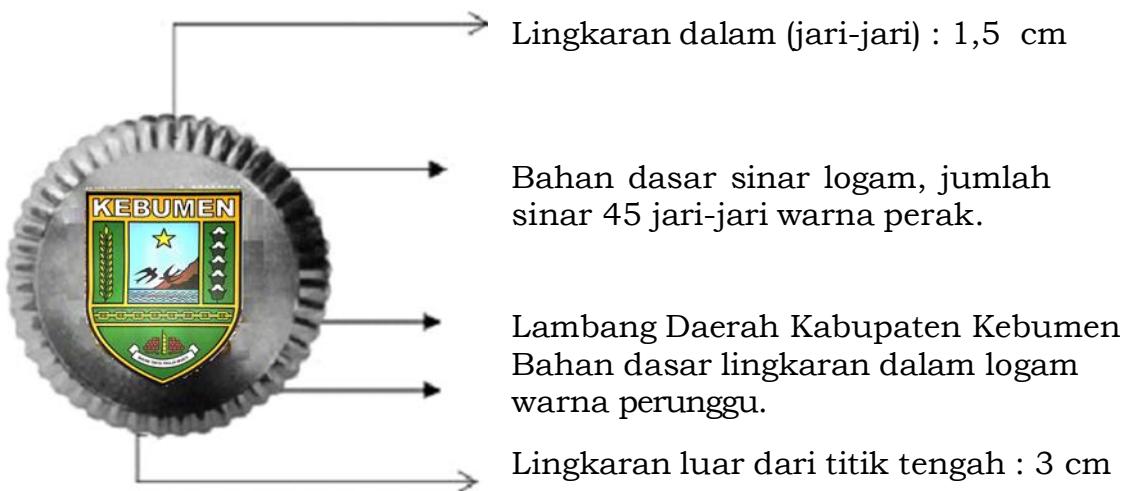 Lingkaran dalam (jari-jari) : 1,5 cm
Bahan dasar sinar logam, jumlah
sinar 45 jari-jari warna perak.
KEBUMEN
Lambang Daerah Kabupaten Kebumen
Bahan dasar lingkaran dalam logam
warna perunggu.
Lingkaran luar dari titik tengah : 3 cm